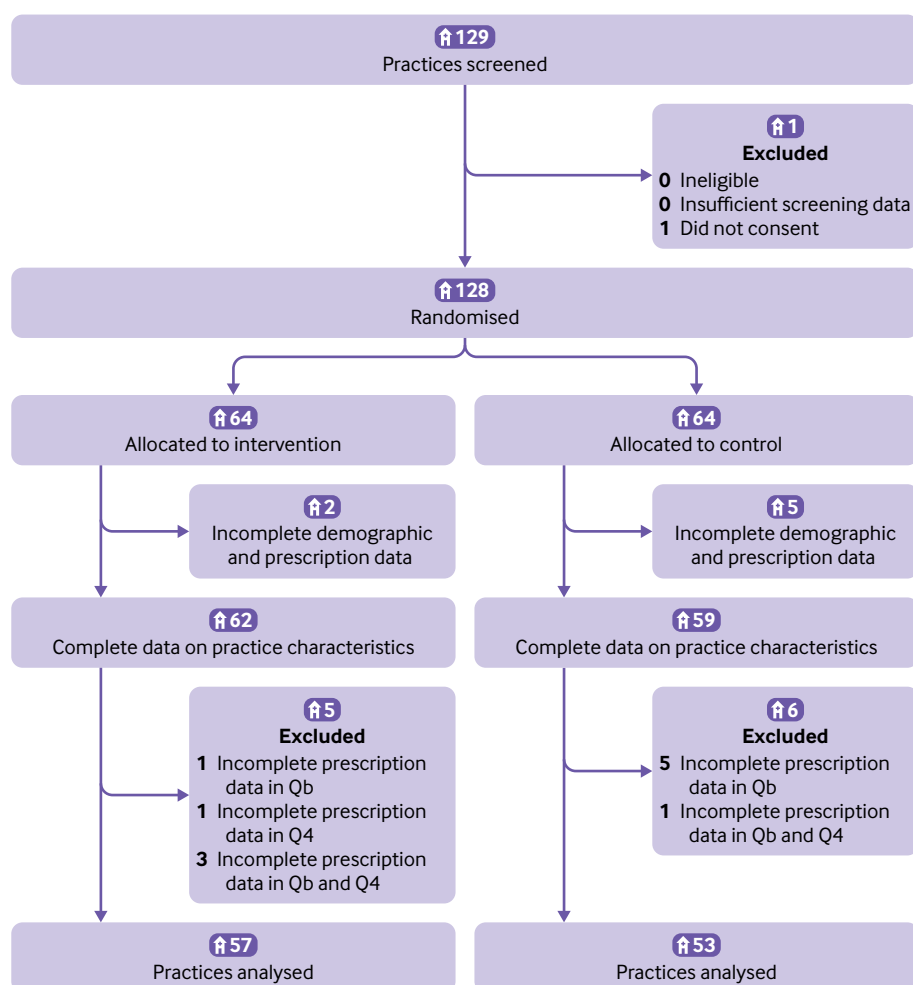 129
Practices screened
1
Excluded
0 Ineligible
0 Insufficient screening data
1 Did not consent
128
Randomised
64
Allocated to intervention
64
Allocated to control
2
Incomplete demographic
and prescription data
5
Incomplete demographic
and prescription data
62
Complete data on practice characteristics
59
Complete data on practice characteristics
5
Excluded
1 Incomplete prescription
data in Qb
1 Incomplete prescription
data in Q4
3 Incomplete prescription
data in Qb and Q4
6
Excluded
5 Incomplete prescription
data in Qb
1 Incomplete prescription
data in Qb and Q4
57
Practices analysed
53
Practices analysed